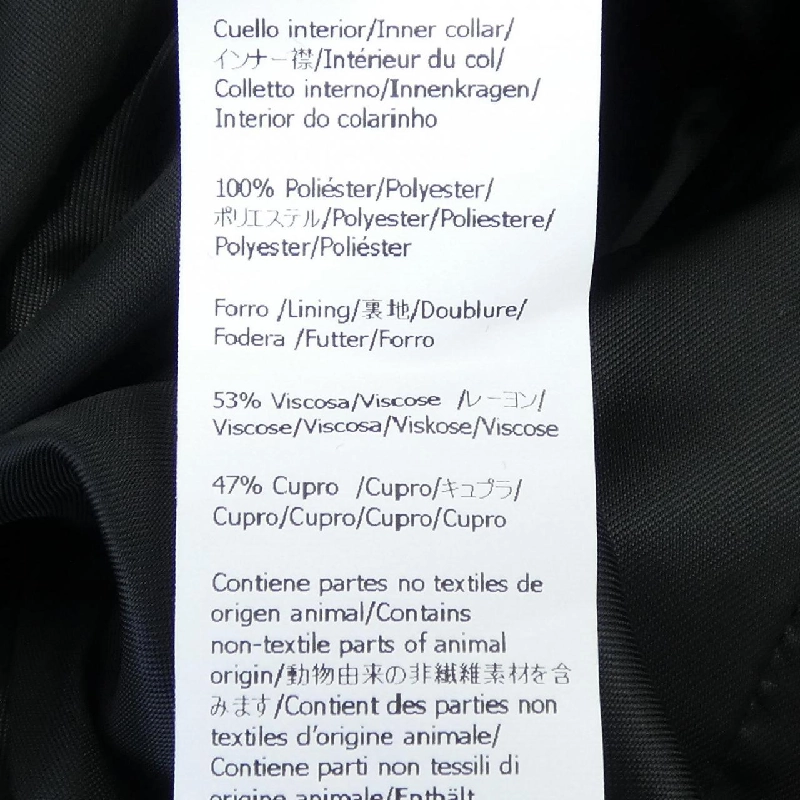 Cuello interior/Inner collar/
インナー襟/Intérieur du col/
Colletto interno/Innenkragen/
Interior do colarinho
100% Poliéster/Polyester/
ポリエステル/Polyester/Poliestere/
Polyester/Poliéster
Forro /Lining/裏地/Doublure/
Fodera /Futter/Forro
53% Viscosa/Viscose /レーヨン/
Viscose/Viscosa/Viskose/Viscose
47% Cupro /Cupro/キュプラ/
Cupro/Cupro/Cupro/Cupro
Contiene partes no textiles de
origen animal/Contains
non-textile parts of animal
origin/動物由来の非繊維素材を含
みます/Contient des parties non
textiles d'origine animale/
Contiene parti non tessili di
origine animale/Enthält